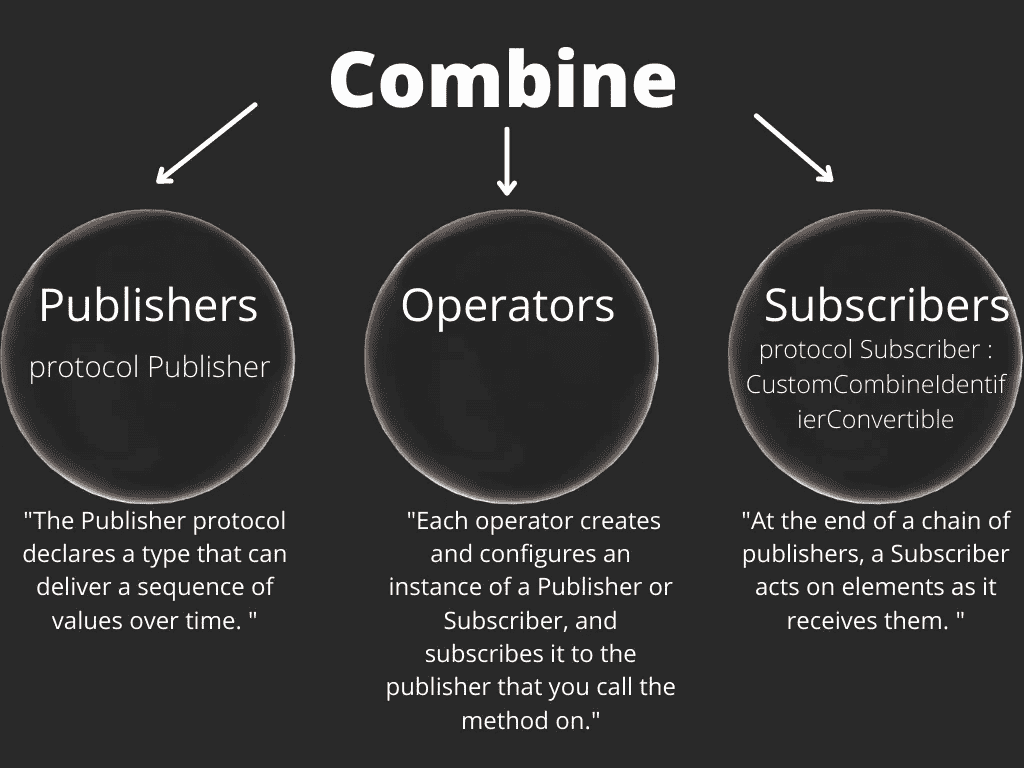 Combine
Publishers
protocol Publisher
"The Publisher protocol
declares a type that can
deliver a sequence of
values over time. "
Operators
"Each operator creates
and configures an
instance of a Publisher or
Subscriber, and
subscribes it to the
publisher that you call the
method on."
Subscribers
protocol Subscriber :
CustomCombineIdentif
ierConvertible
"At the end of a chain of
publishers, a Subscriber
acts on elements as it
receives them. "